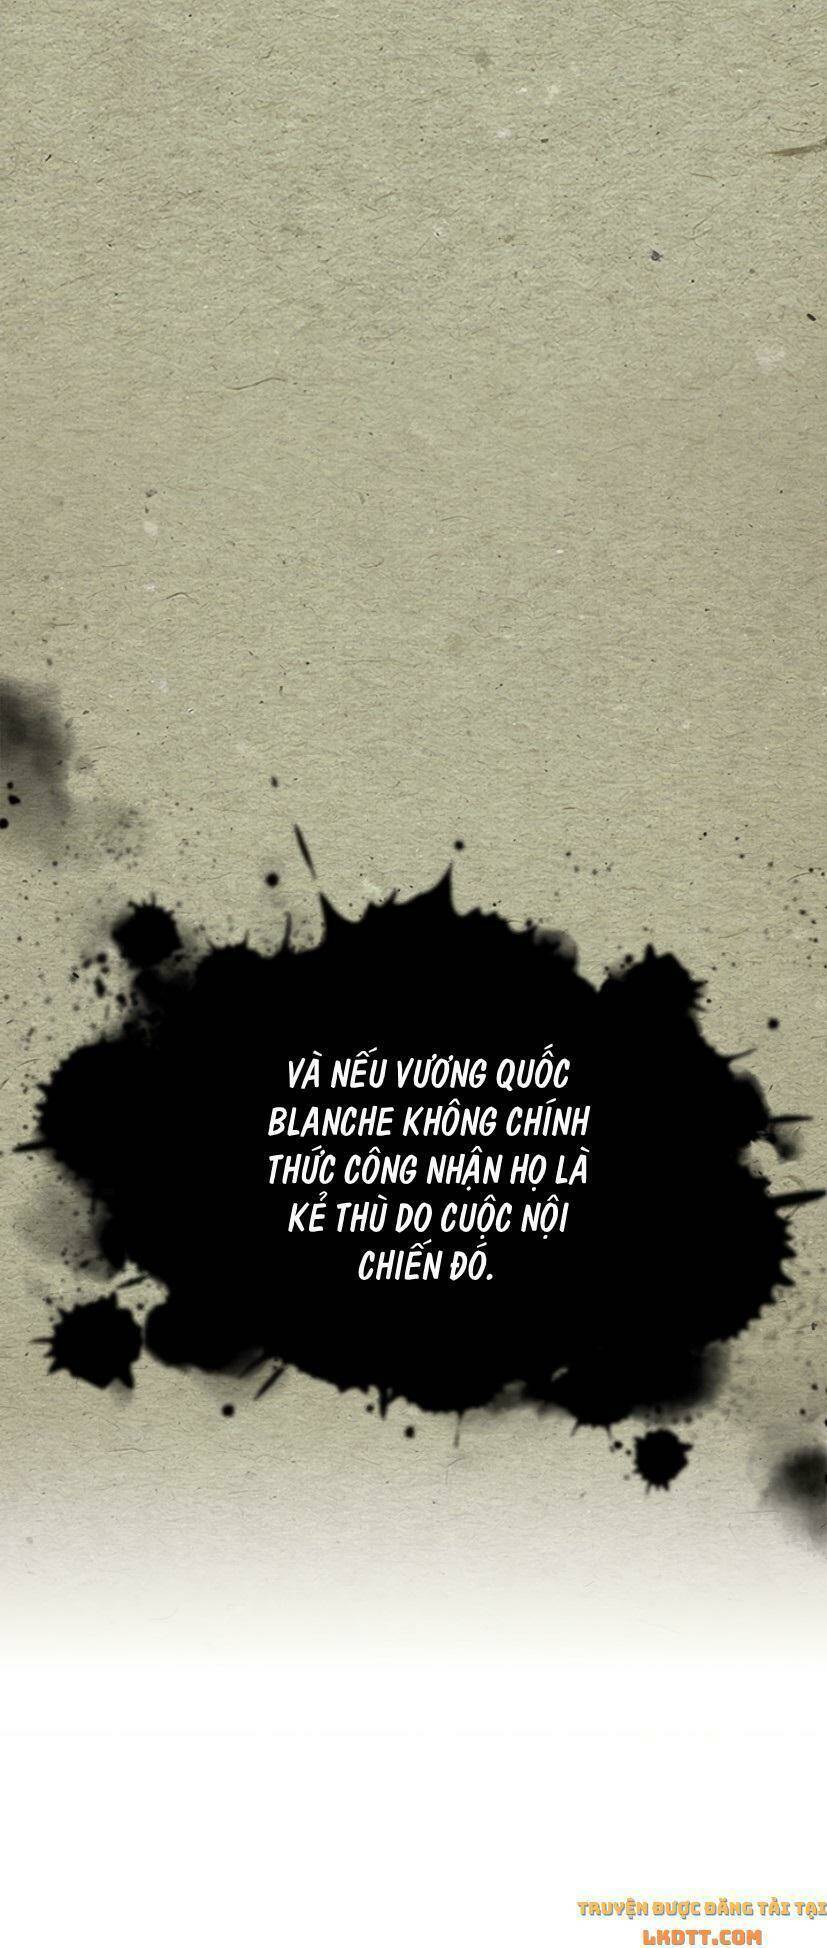 VÀ NẾU VƯƠNG QUỐC
BLANCHE KHÔNG CHÍNH
THỨC CÔNG NHẬN HỌ LÀ
KẺ THÙ DO CUỘC NỘI
CHIẾN ĐÓ.
TRUYỆN ĐƯỢC ĐĂNG TẢI TẠI
LKDTT.COM